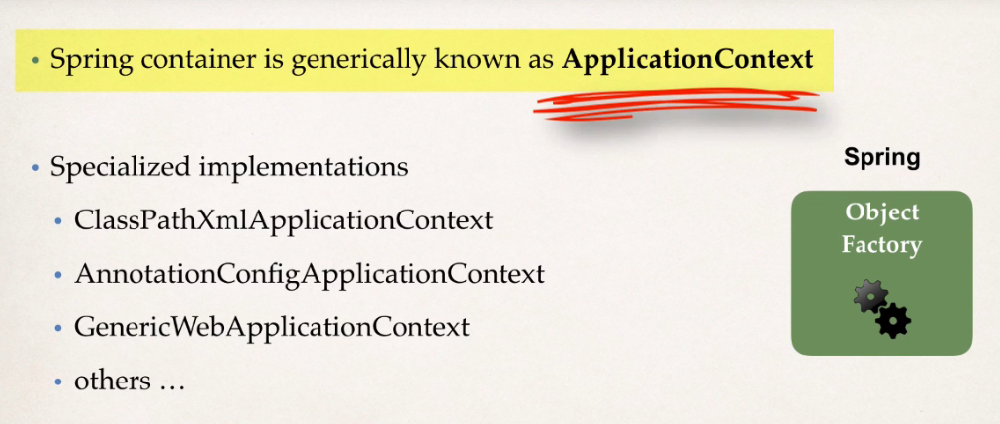 • Spring container is generically known as ApplicationContext
• Specialized implementations
• ClassPathXmlApplicationContext
• AnnotationConfigApplicationContext
• GenericWebApplicationContext
• others …
Spring
Object
Factory